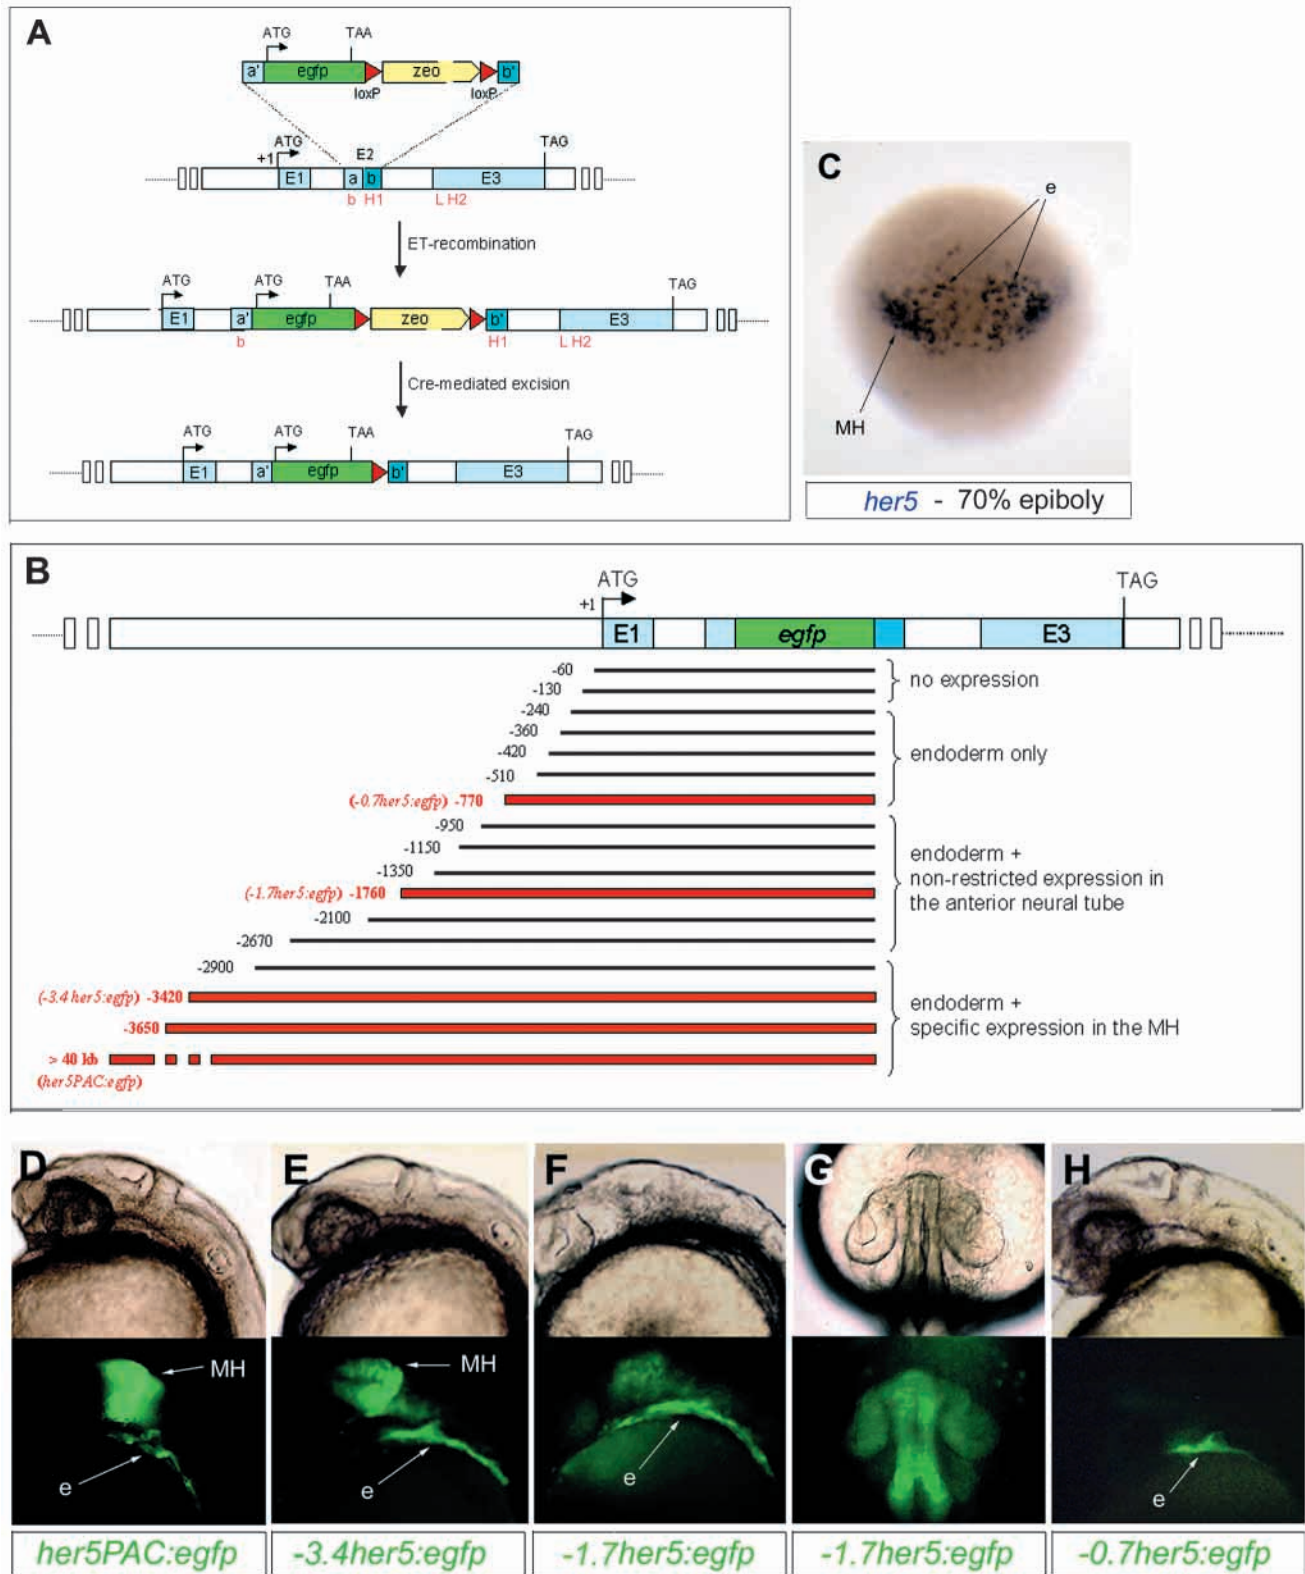 A
ATG TAA
a' egfp zeo b'
loxP loxP
+1 ATG E2 TAG
E1 a b E3
b H1 L H2
ET-recombination
ATG ATG TAA TAG
E1 a' egfp zeo b' E3
b H1 L H2
Cre-mediated excision
ATG ATG TAA TAG
E1 a' egfp b' E3
C
e
MH
her5 - 70% epiboly
B
ATG TAG
+1
E1 egfp E3
-60
-130
no expression
-240
-360
-420
-510
(-0.7her5:egfp) -770
endoderm only
-950
-1150
-1350
(-1.7her5:egfp) -1760
-2100
-2670
endoderm +
non-restricted expression in
the anterior neural tube
-2900
(-3.4 her5:egfp) -3420
-3650
> 40 kb
(her5PAC:egfp)
endoderm +
specific expression in the MH
D
MH
e
her5PAC:egfp
E
MH
e
-3.4her5:egfp
F
e
-1.7her5:egfp
G
-1.7her5:egfp
H
e
-0.7her5:egfp